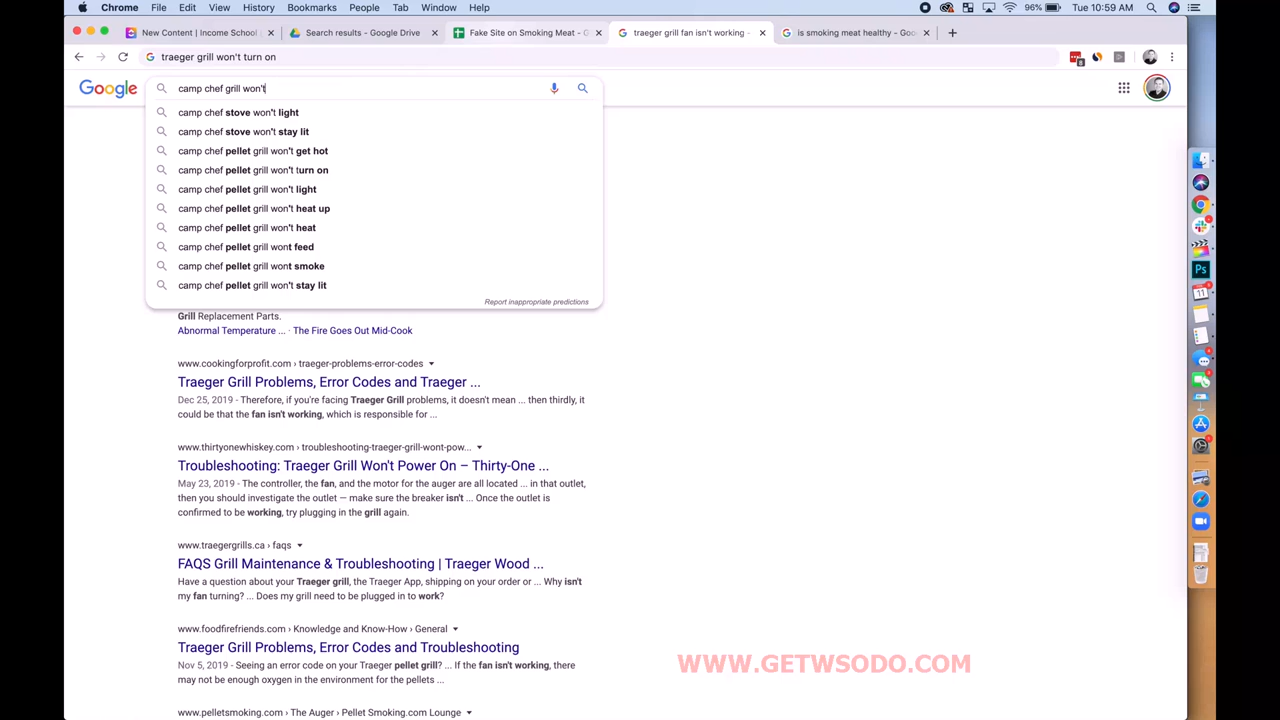 Chrome File Edit View History Bookmarks People Tab Window Help 96% Tue 10:59 AM
New Content | Income School Search results - Google Drive Fake Site on Smoking Meat - G traeger grill fan isn't working - is smoking meat healthy - Goo
traeger grill won't turn on
Google camp chef grill won't
camp chef stove won't light
camp chef stove won't stay lit
camp chef pellet grill won't get hot
camp chef pellet grill won't turn on
camp chef pellet grill won't light
camp chef pellet grill won't heat up
camp chef pellet grill won't heat
camp chef pellet grill wont feed
camp chef pellet grill wont smoke
camp chef pellet grill won't stay lit
Report inappropriate predictions
Grill Replacement Parts.
Abnormal Temperature ... · The Fire Goes Out Mid-Cook
www.cookingforprofit.com › traeger-problems-error-codes
Traeger Grill Problems, Error Codes and Traeger ...
Dec 25, 2019 - Therefore, if you're facing Traeger Grill problems, it doesn't mean ... then thirdly, it
could be that the fan isn't working, which is responsible for ...
www.thirtyonewhiskey.com › troubleshooting-traeger-grill-wont-pow...
Troubleshooting: Traeger Grill Won't Power On – Thirty-One ...
May 23, 2019 - The controller, the fan, and the motor for the auger are all located ... in that outlet,
then you should investigate the outlet — make sure the breaker isn't ... Once the outlet is
confirmed to be working, try plugging in the grill again.
www.traegergrills.ca › faqs
FAQS Grill Maintenance & Troubleshooting | Traeger Wood ...
Have a question about your Traeger grill, the Traeger App, shipping on your order or ... Why isn't
my fan turning? ... Does my grill need to be plugged in to work?
www.foodfirefriends.com › Knowledge and Know-How › General
Traeger Grill Problems, Error Codes and Troubleshooting
Nov 5, 2019 - Seeing an error code on your Traeger pellet grill? ... If the fan isn't working, there
may not be enough oxygen in the environment for the pellets ...
WWW.GETWSODO.COM
www.pelletsmoking.com › The Auger › Pellet Smoking.com Lounge